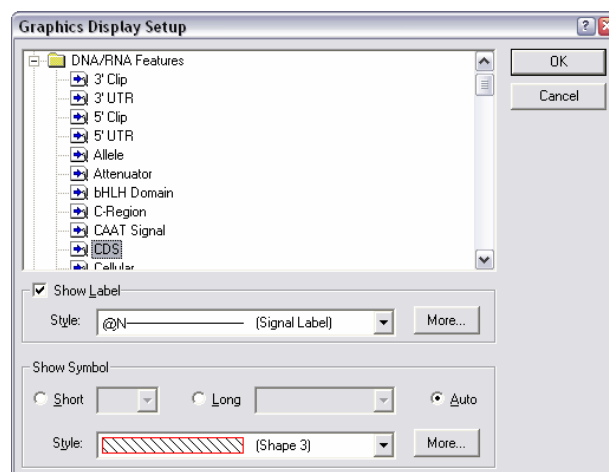 Graphics Display Setup
DNA/RNA Features
3' Clip
3' UTR
5' Clip
5' UTR
Allele
Attenuator
bHLH Domain
C-Region
CAAT Signal
CDS
Cellular
OK
Cancel
Show Label
Style: @N (Signal Label) More...
Show Symbol
Short Long Auto
Style: (Shape 3) More...